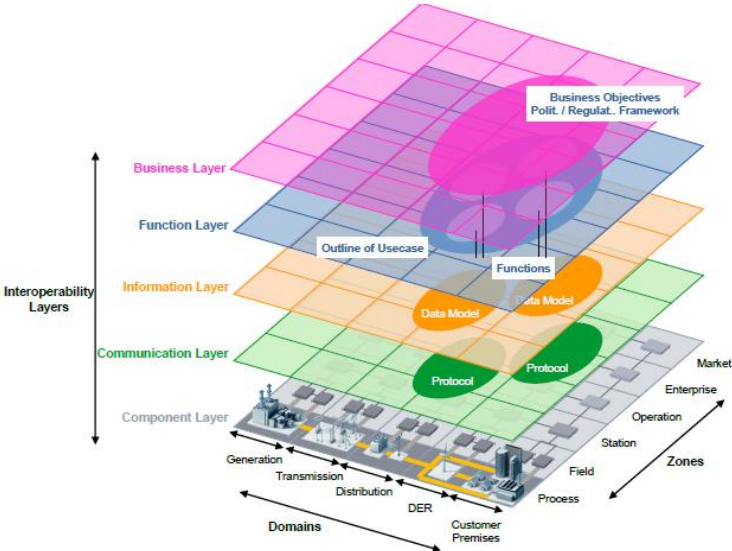 Business Objectives
Polit. / Regulat.. Framework
Business Layer
Function Layer
Outline of Usecase
Functions
Interoperability
Layers
Information Layer
Data Model
Data Model
Communication Layer
Protocol
Protocol
Component Layer
Market
Enterprise
Operation
Station
Field
Process
Zones
Generation
Transmission
Distribution
DER
Customer
Premises
Domains